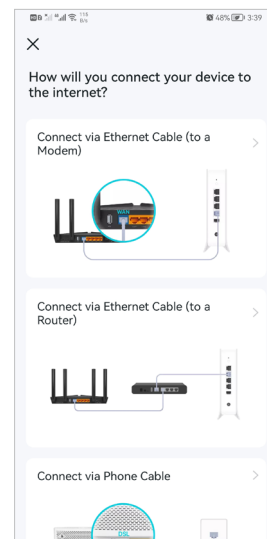 48% 3:39
How will you connect your device to
the internet?
Connect via Ethernet Cable (to a
Modem)
WAN
Connect via Ethernet Cable (to a
Router)
Connect via Phone Cable
DSL